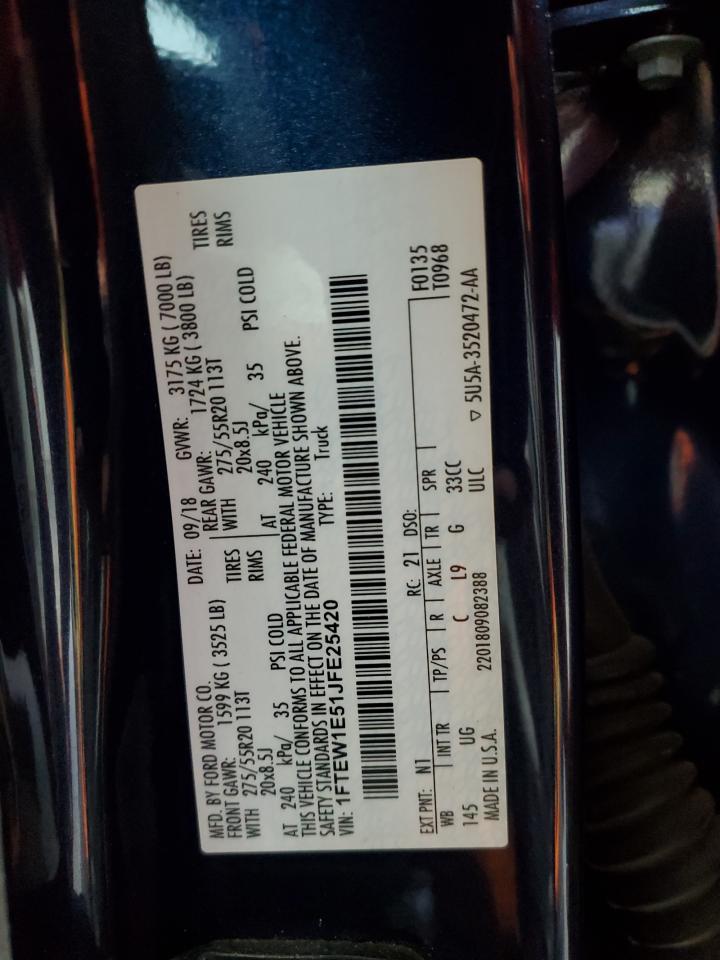 MFD. BY FORD MOTOR CO. DATE: 09/18 GVWR: 3175 KG ( 7000 LB)
FRONT GAWR: 1599 KG ( 3525 LB) REAR GAWR: 1724 KG ( 3800 LB)
WITH 275/55R20 113T TIRES WITH 275/55R20 113T TIRES
20x8.5J RIMS 20x8.5J RIMS
AT 240 kPa/ 35 PSI COLD AT 240 kPa/ 35 PSI COLD
THIS VEHICLE CONFORMS TO ALL APPLICABLE FEDERAL MOTOR VEHICLE
SAFETY STANDARDS IN EFFECT ON THE DATE OF MANUFACTURE SHOWN ABOVE.
VIN: 1FTEW1E51JFE25420 TYPE: Truck
EXT PNT: N1 RC: 21 DSO: F0135
WB INT TR TP/PS R AXLE TR SPR T0968
145 UG C L9 G 33CC
MADE IN U.S.A. 2201809082388 ULC ▽ 5U5A-3520472-AA